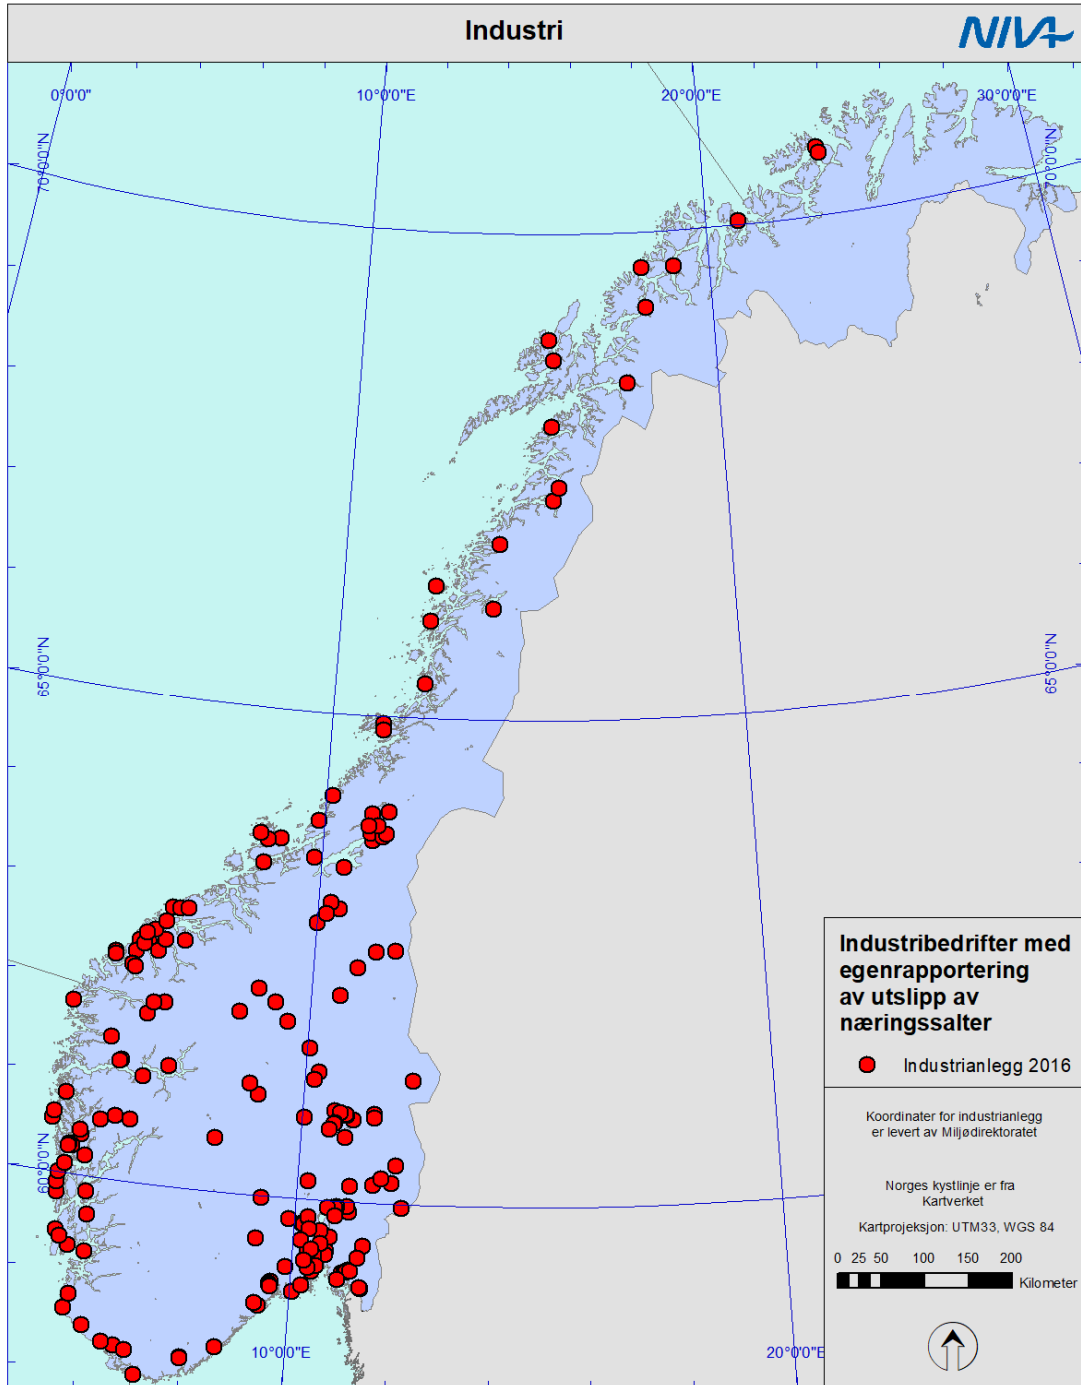 Industri
NIVA
0°0'0"
10°0'0"E
20°0'0"E
30°0'0"E
70°0'0"N
70°0'0"N
65°0'0"N
65°0'0"N
60°0'0"N
10°0'0"E
20°0'0"E
Industribedrifter med
egenrapportering
av utslipp av
næringssalter
Industrianlegg 2016
Koordinater for industrianlegg
er levert av Miljødirektoratet
Norges kystlinje er fra
Kartverket
Kartprojeksjon: UTM33, WGS 84
0 25 50 100 150 200
Kilometer